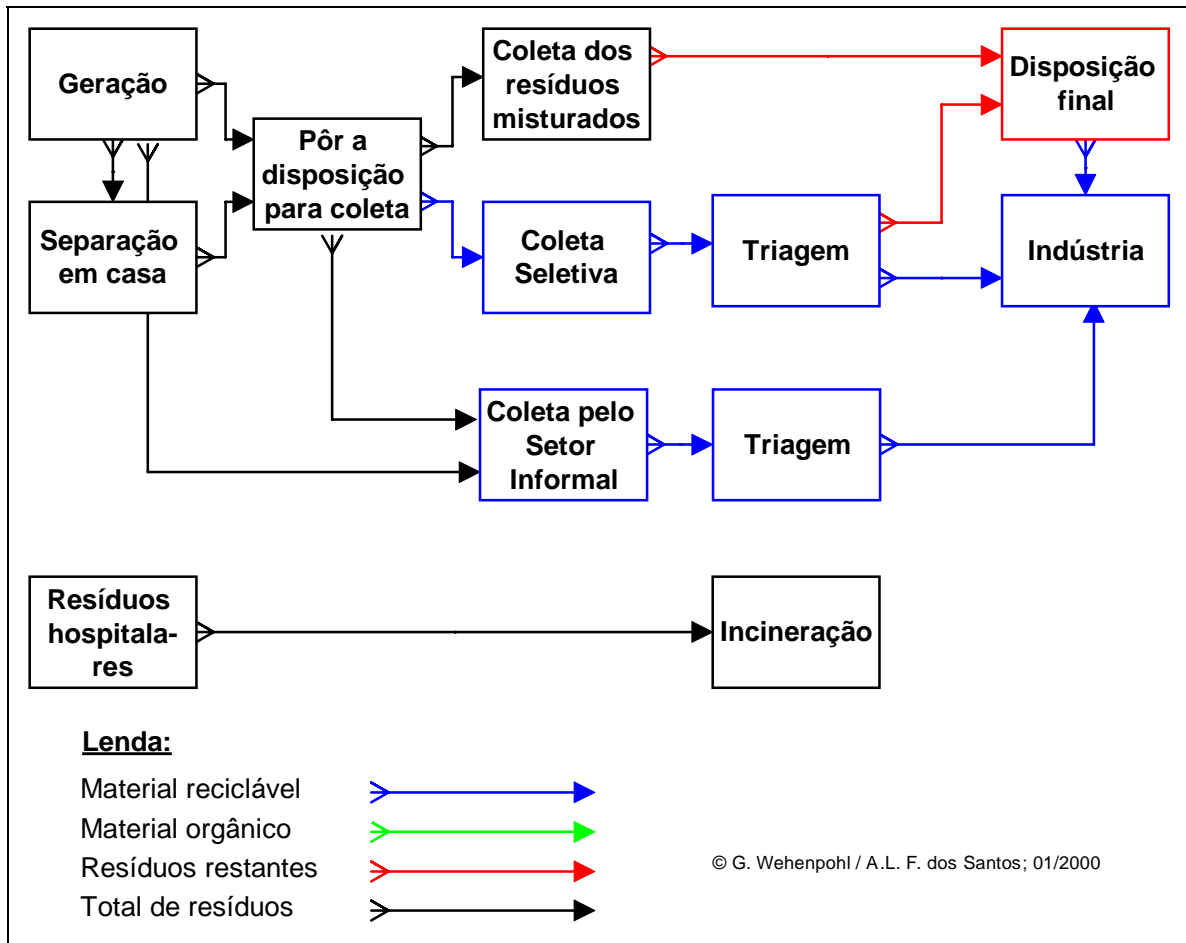 Geração
Separação
em casa
Pôr a
disposição
para coleta
Coleta dos
resíduos
misturados
Disposição
final
Coleta
Seletiva
Triagem
Indústria
Coleta pelo
Setor
Informal
Triagem
Resíduos
hospitala-
res
Incineração
Lenda:
Material reciclável
Material orgânico
Resíduos restantes
Total de resíduos
© G. Wehenpohl / A.L. F. dos Santos; 01/2000